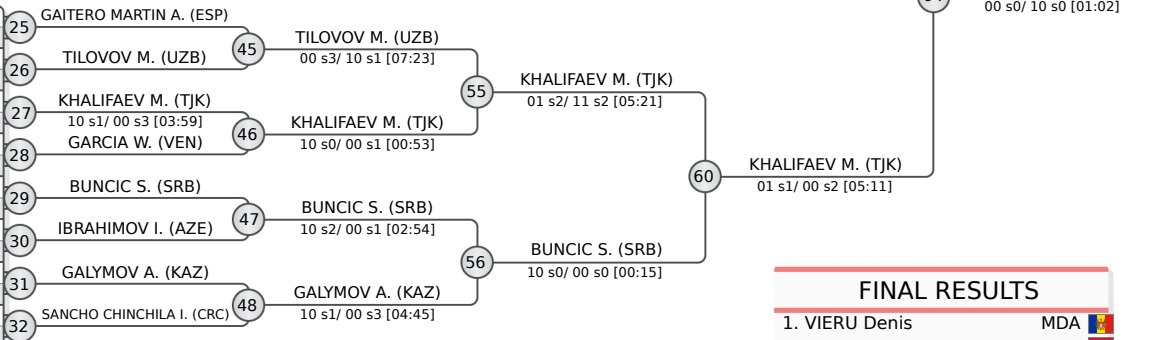 00 s0/ 10 s0 [01:02]
25
GAITERO MARTIN A. (ESP)
45
TILOVOV M. (UZB)
00 s3/ 10 s1 [07:23]
26
TILOVOV M. (UZB)
55
KHALIFAEV M. (TJK)
01 s2/ 11 s2 [05:21]
27
KHALIFAEV M. (TJK)
10 s1/ 00 s3 [03:59]
46
KHALIFAEV M. (TJK)
10 s0/ 00 s1 [00:53]
28
GARCIA W. (VEN)
60
KHALIFAEV M. (TJK)
01 s1/ 00 s2 [05:11]
29
BUNCIC S. (SRB)
47
BUNCIC S. (SRB)
10 s2/ 00 s1 [02:54]
30
IBRAHIMOV I. (AZE)
56
BUNCIC S. (SRB)
10 s0/ 00 s0 [00:15]
31
GALYMOV A. (KAZ)
48
GALYMOV A. (KAZ)
10 s1/ 00 s3 [04:45]
32
SANCHO CHINCHILA I. (CRC)
FINAL RESULTS
1. VIERU Denis MDA